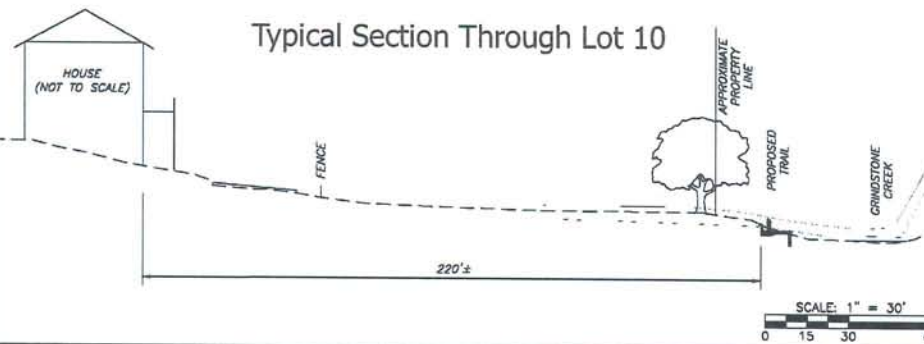 Typical Section Through Lot 10
HOUSE
(NOT TO SCALE)
FENCE
APPROXIMATE
PROPERTY
LINE
PROPOSED
TRAIL
GRINDSTONE
CREEK
220'±
SCALE: 1" = 30'
0 15 30